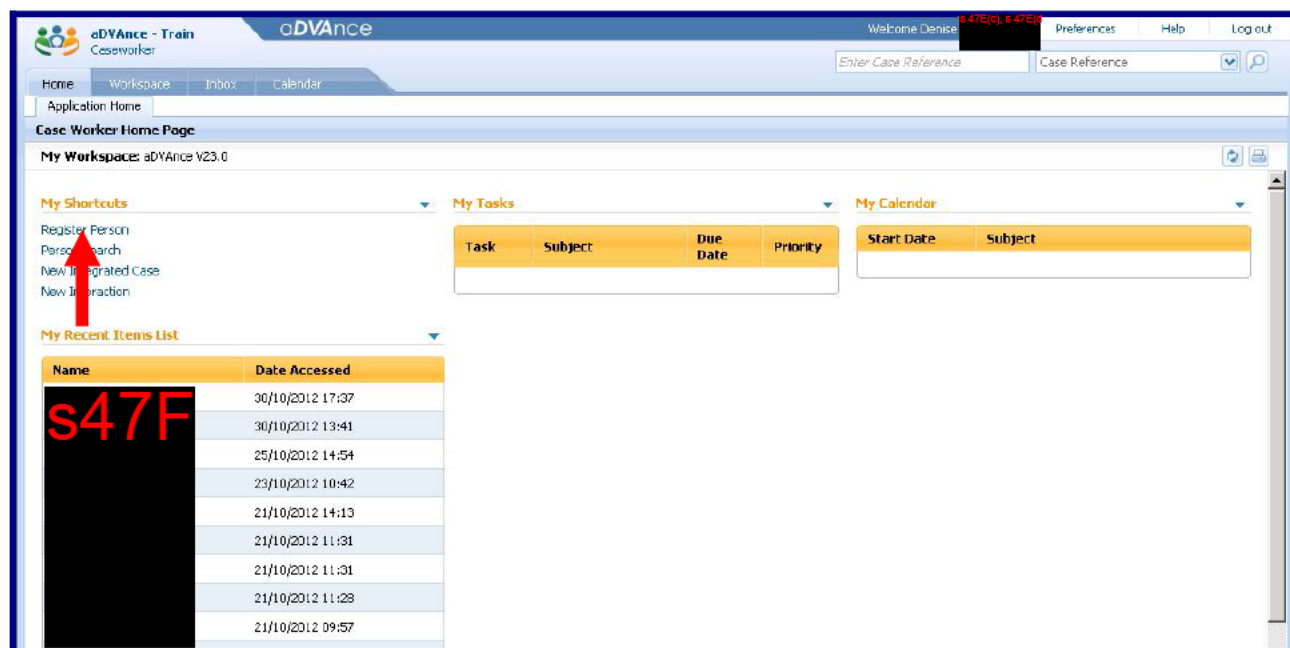 aDVAnce - Train
Caseworker
aDVAnce
Welcome Denise
s 47E(c), s 47E(d
Preferences
Help
Log out
Enter Case Reference
Case Reference
Home
Workspace
Inbox
Calendar
Application Home
Case Worker Home Page
My Workspace: aDVAnce V23.0
My Shortcuts
Register Person
Person Search
New Integrated Case
New Interaction
My Tasks
Task Subject Due Date Priority
My Calendar
Start Date Subject
My Recent Items List
Name Date Accessed
s47F
30/10/2012 17:37
30/10/2012 13:41
25/10/2012 14:54
23/10/2012 10:42
21/10/2012 14:13
21/10/2012 11:31
21/10/2012 11:31
21/10/2012 11:28
21/10/2012 09:57